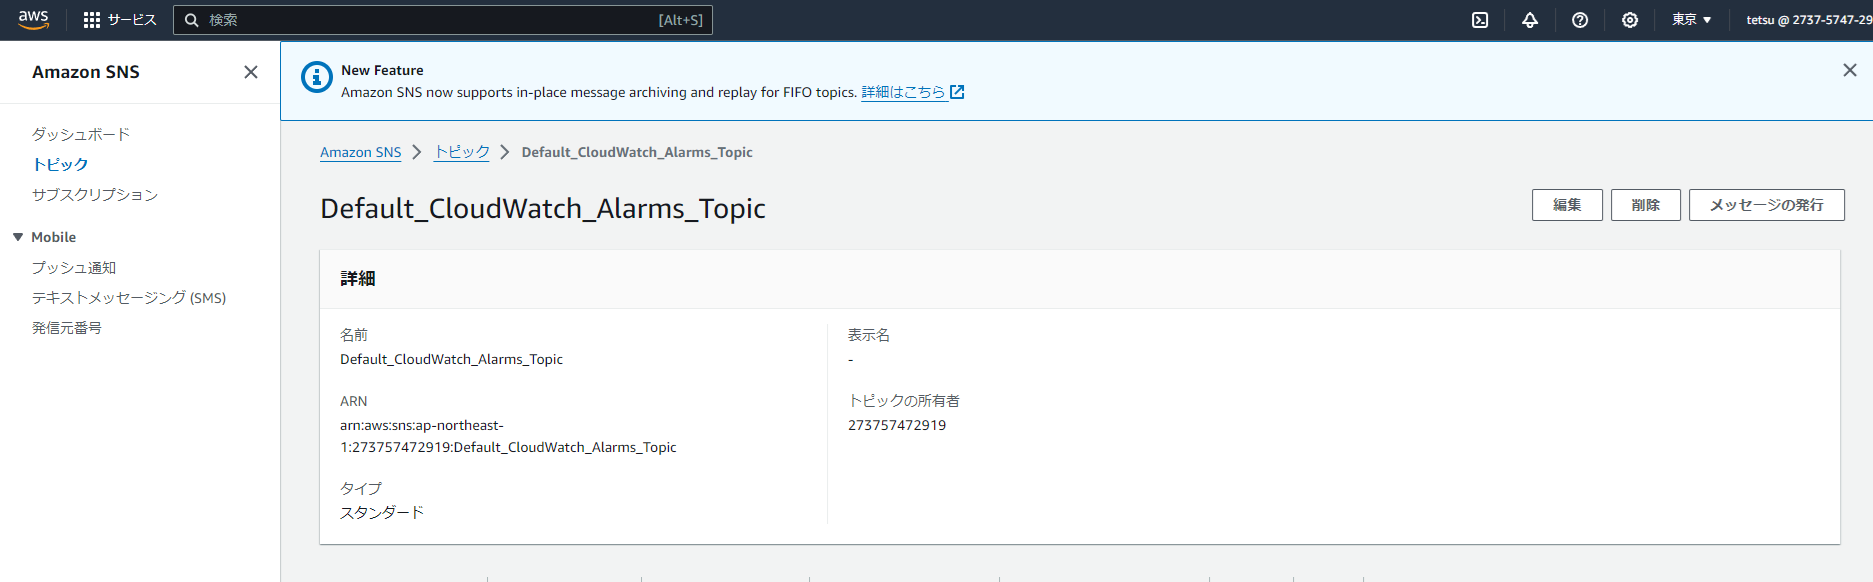 aws
サービス
検索
[Alt+S]
東京
tetsu @ 2737-5747-29
Amazon SNS
New Feature
Amazon SNS now supports in-place message archiving and replay for FIFO topics. 詳細はこちら
ダッシュボード
トピック
サブスクリプション
Mobile
プッシュ通知
テキストメッセージング (SMS)
発信元番号
Amazon SNS
トピック
Default_CloudWatch_Alarms_Topic
Default_CloudWatch_Alarms_Topic
編集
削除
メッセージの発行
詳細
名前
Default_CloudWatch_Alarms_Topic
ARN
arn:aws:sns:ap-northeast-
1:273757472919:Default_CloudWatch_Alarms_Topic
タイプ
スタンダード
表示名
-
トピックの所有者
273757472919